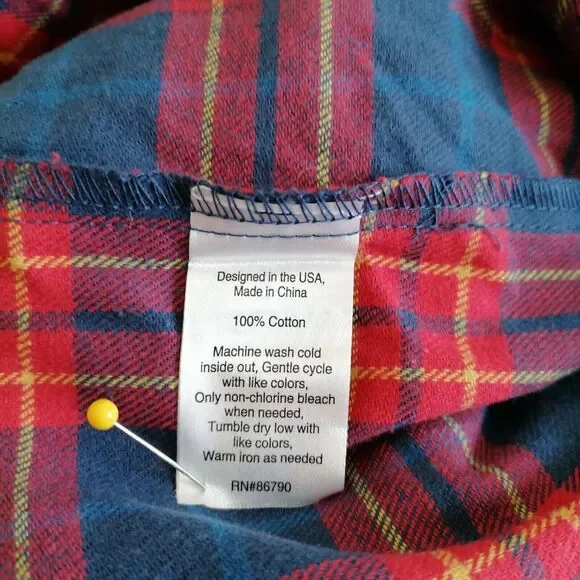 Designed in the USA,
Made in China
100% Cotton
Machine wash cold
inside out, Gentle cycle
with like colors,
Only non-chlorine bleach
when needed,
Tumble dry low with
like colors,
Warm iron as needed
RN#86790